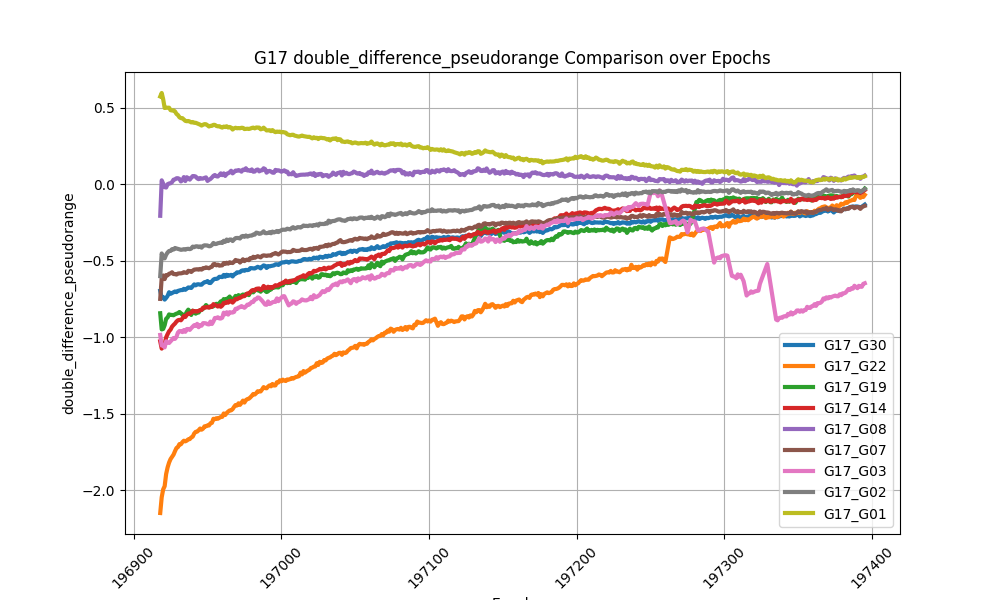 G17 double_difference_pseudorange Comparison over Epochs
double_difference_pseudorange
0.5
0.0
−0.5
−1.0
−1.5
−2.0
196900
197000
197100
197200
197300
197400
G17_G30
G17_G22
G17_G19
G17_G14
G17_G08
G17_G07
G17_G03
G17_G02
G17_G01